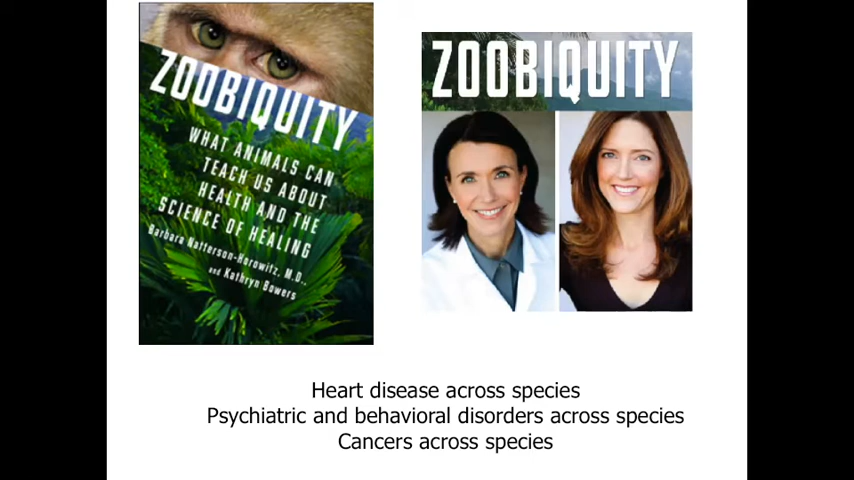 ZOOBIQUITY
WHAT ANIMALS CAN
TEACH US ABOUT
HEALTH AND THE
SCIENCE OF HEALING
Barbara Natterson-Horowitz, M.D.,
and Kathryn Bowers
ZOOBIQUITY
Heart disease across species
Psychiatric and behavioral disorders across species
Cancers across species